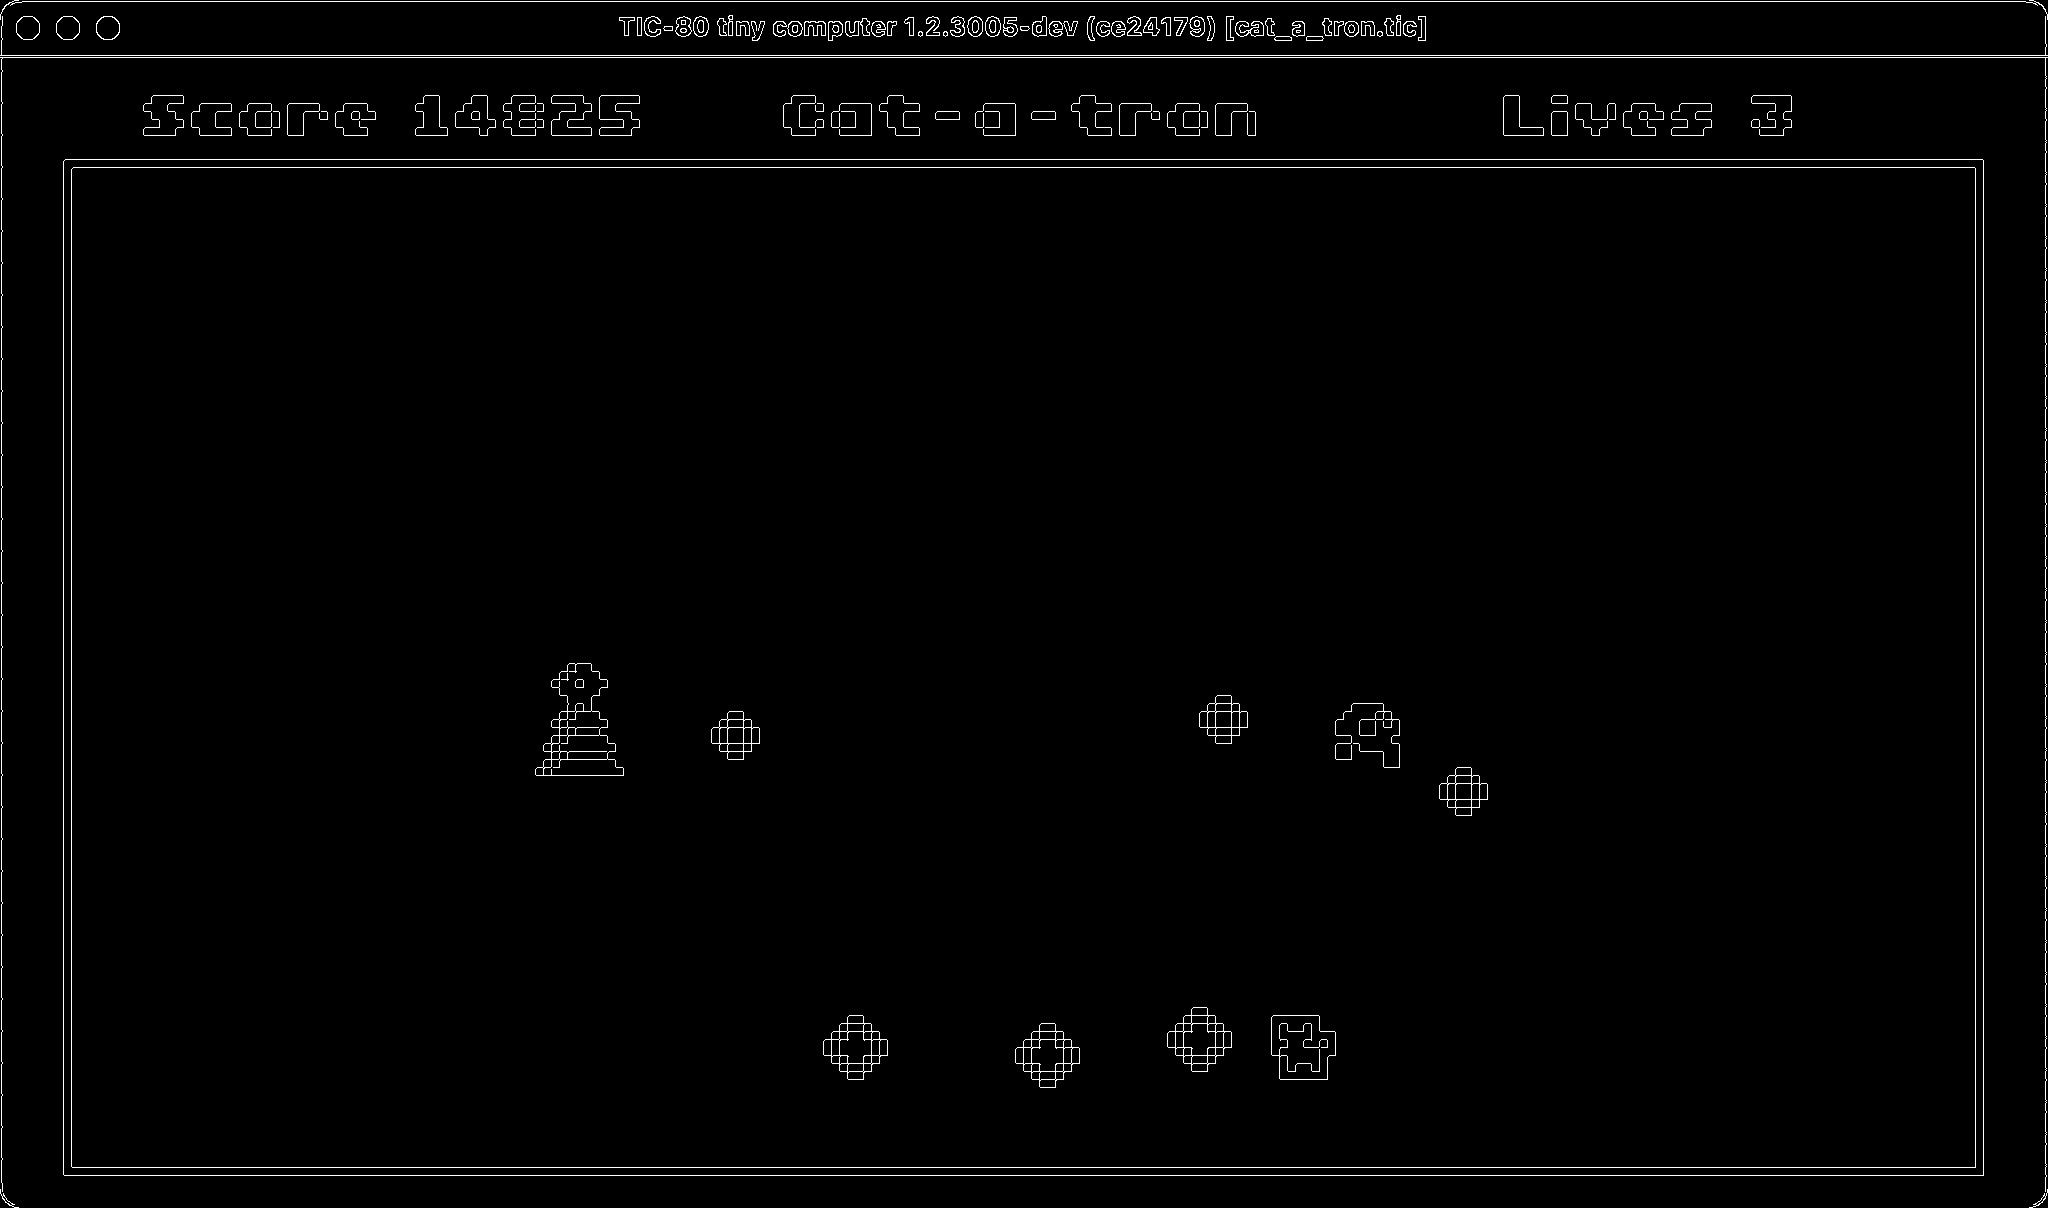 TIC-80 tiny computer 1.2.3005-dev (ce24179) [cat_a_tron.tic]
Score 14825 Cat-a-tron Lives 3